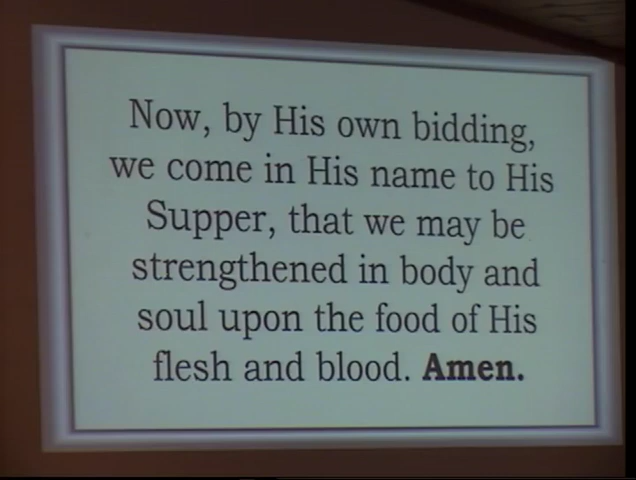 Now, by His own bidding,
we come in His name to His
Supper, that we may be
strengthened in body and
soul upon the food of His
flesh and blood. Amen.